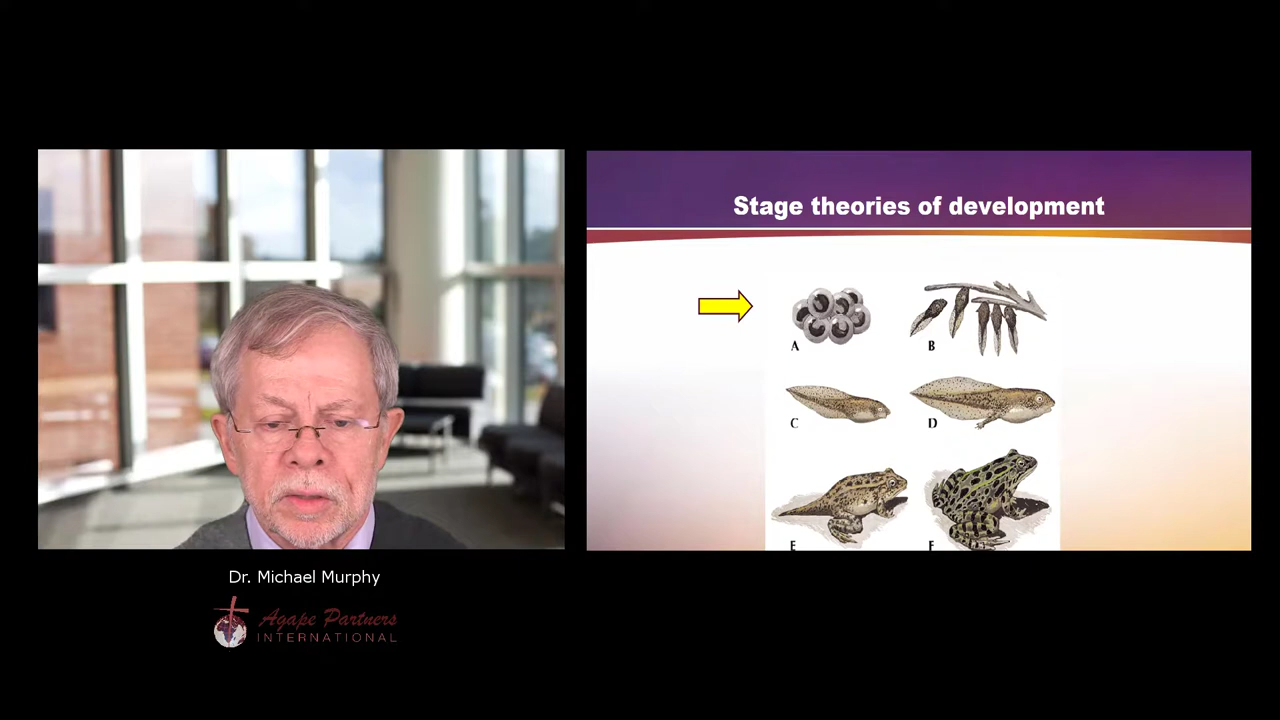 Stage theories of development
A
B
C
D
E
F
Dr. Michael Murphy
Agape Partners
INTERNATIONAL